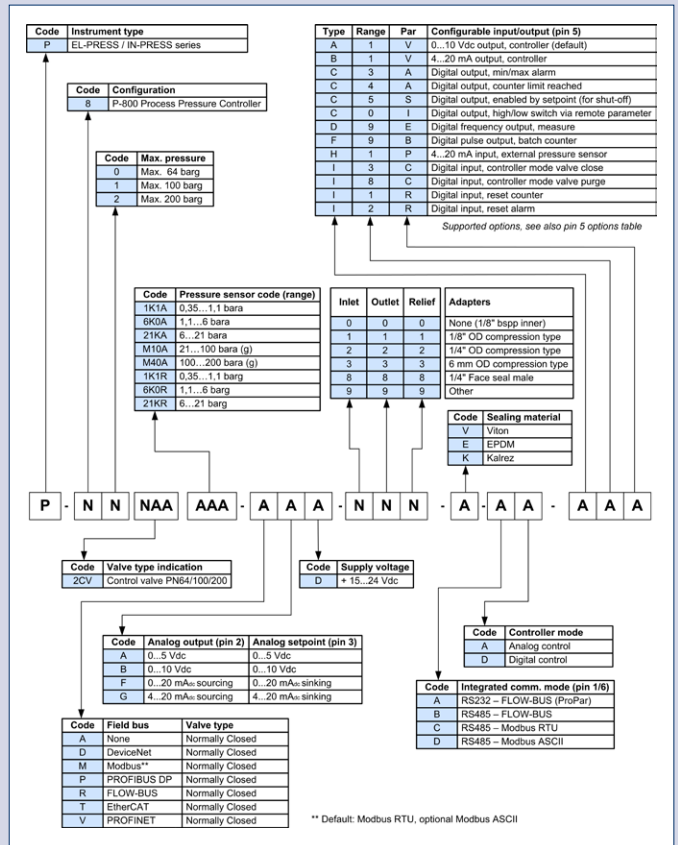 Code Instrument type
P EL-PRESS / IN-PRESS series
Code Configuration
8 P-800 Process Pressure Controller
Code Max. pressure
0 Max. 64 barg
1 Max. 100 barg
2 Max. 200 barg
Type Range Par Configurable input/output (pin 5)
A 1 V 0...10 Vdc output, controller (default)
B 1 V 4...20 mA output, controller
C 3 A Digital output, min/max alarm
C 4 A Digital output, counter limit reached
C 5 S Digital output, enabled by setpoint (for shut-off)
C 0 I Digital output, high/low switch via remote parameter
D 9 E Digital frequency output, measure
F 9 B Digital pulse output, batch counter
H 1 P 4...20 mA input, external pressure sensor
I 3 C Digital input, controller mode valve close
I 8 C Digital input, controller mode valve purge
I 1 R Digital input, reset counter
I 2 R Digital input, reset alarm
Supported options, see also pin 5 options table
Code Pressure sensor code (range)
1K1A 0,35…1,1 bara
6K0A 1,1…6 bara
21KA 6…21 bara
M10A 21…100 bara (g)
M40A 100…200 bara (g)
1K1R 0,35…1,1 barg
6K0R 1,1…6 barg
21KR 6…21 barg
Inlet Outlet Relief Adapters
0 0 0 None (1/8" bspp inner)
1 1 1 1/8" OD compression type
2 2 2 1/4" OD compression type
3 3 3 6 mm OD compression type
8 8 8 1/4" Face seal male
9 9 9 Other
Code Sealing material
V Viton
E EPDM
K Kalrez
P - N N NAA AAA - A A A - N N N - A - A A - A A A
Code Valve type indication
2CV Control valve PN64/100/200
Code Supply voltage
D + 15...24 Vdc
Code Analog output (pin 2) Analog setpoint (pin 3)
A 0...5 Vdc 0...5 Vdc
B 0...10 Vdc 0...10 Vdc
F 0...20 mAdc sourcing 0...20 mAdc sinking
G 4...20 mAdc sourcing 4...20 mAdc sinking
Code Controller mode
A Analog control
D Digital control
Code Integrated comm. mode (pin 1/6)
A RS232 – FLOW-BUS (ProPar)
B RS485 – FLOW-BUS
C RS485 – Modbus RTU
D RS485 – Modbus ASCII
Code Field bus Valve type
A None Normally Closed
D DeviceNet Normally Closed
M Modbus** Normally Closed
P PROFIBUS DP Normally Closed
R FLOW-BUS Normally Closed
T EtherCAT Normally Closed
V PROFINET Normally Closed
** Default: Modbus RTU, optional Modbus ASCII